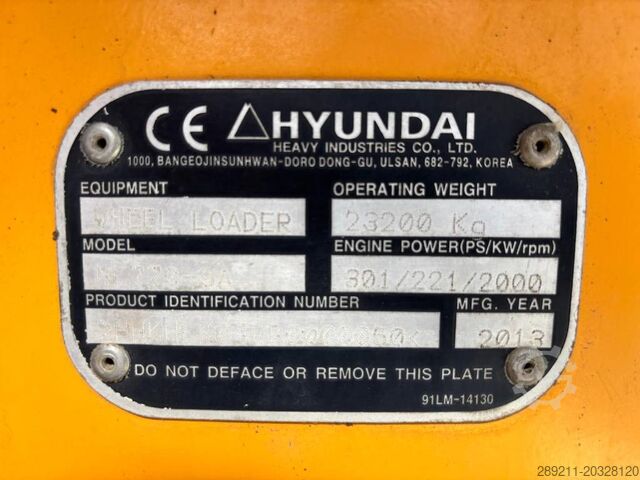 CE HYUNDAI
HEAVY INDUSTRIES CO., LTD.
1000, BANGEOJINSUNHWAN-DORO DONG-GU, ULSAN, 682-792, KOREA
EQUIPMENT OPERATING WEIGHT
WHEEL LOADER 23200 Kg
MODEL ENGINE POWER(PS/KW/rpm)
301/221/2000
PRODUCT IDENTIFICATION NUMBER MFG. YEAR
2013
DO NOT DEFACE OR REMOVE THIS PLATE
91LM-14130
289211-20328120